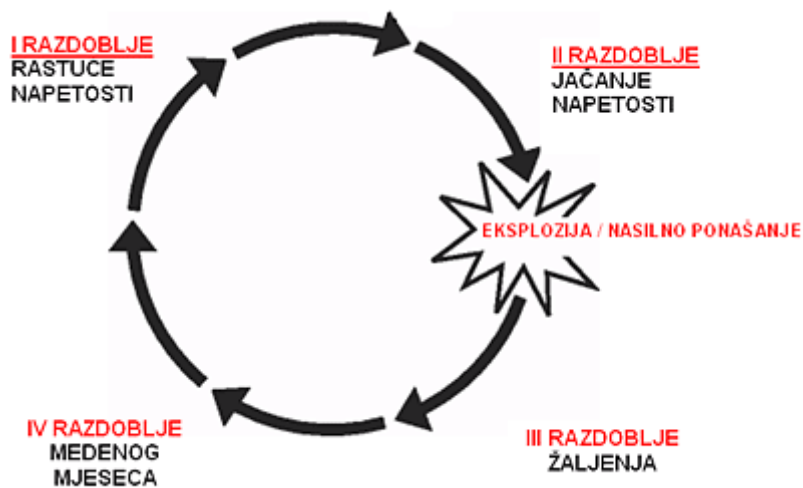 I RAZDOBLJE
RASTUCE
NAPETOSTI
II RAZDOBLJE
JAČANJE
NAPETOSTI
EKSPLOZIJA / NASILNO PONAŠANJE
III RAZDOBLJE
ŽALJENJA
IV RAZDOBLJE
MEDENOG
MJESECA